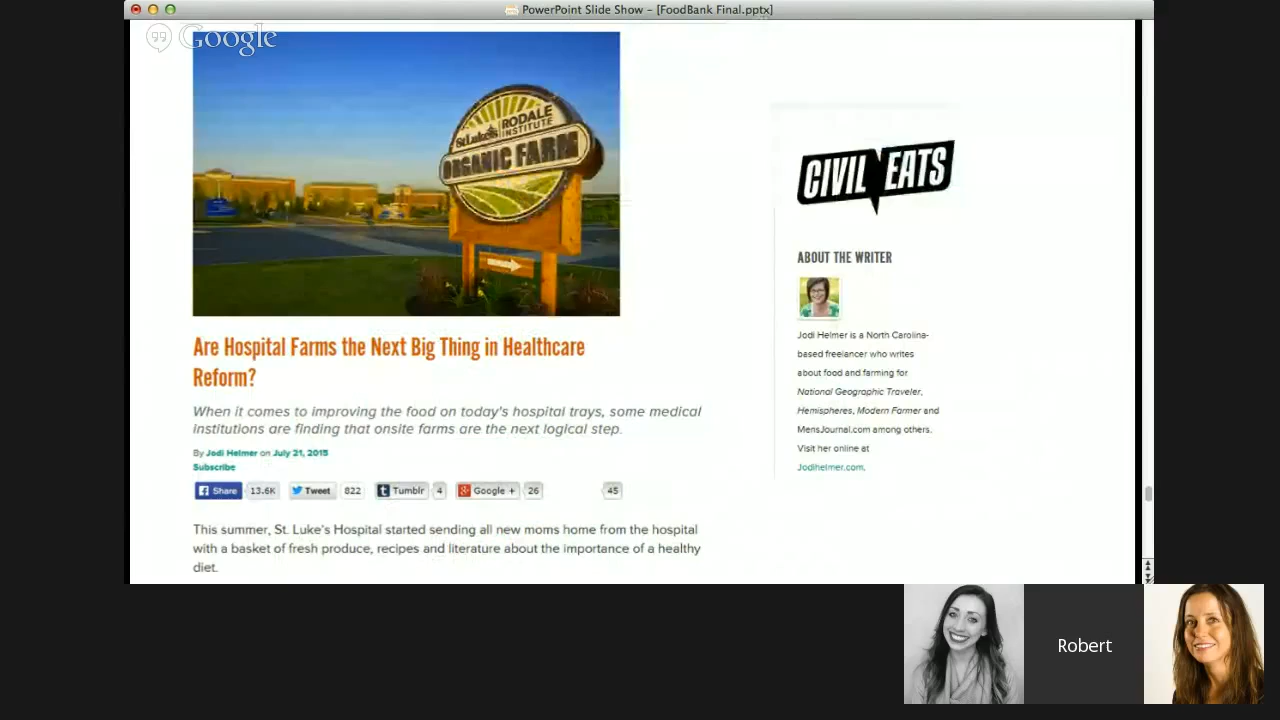 PowerPoint Slide Show - [FoodBank Final.pptx]
Google
St. Luke's RODALE
INSTITUTE
ORGANIC FARM
CIVIL EATS
ABOUT THE WRITER
Jodi Helmer is a North Carolina-
based freelancer who writes
about food and farming for
National Geographic Traveler,
Hemispheres, Modern Farmer and
MensJournal.com among others.
Visit her online at
Jodihelmer.com.
Are Hospital Farms the Next Big Thing in Healthcare
Reform?
When it comes to improving the food on today's hospital trays, some medical
institutions are finding that onsite farms are the next logical step.
By Jodi Helmer on July 21, 2015
Subscribe
Share 13.6K Tweet 822 Tumblr 4 Google + 26 45
This summer, St. Luke's Hospital started sending all new moms home from the hospital
with a basket of fresh produce, recipes and literature about the importance of a healthy
diet.
Robert